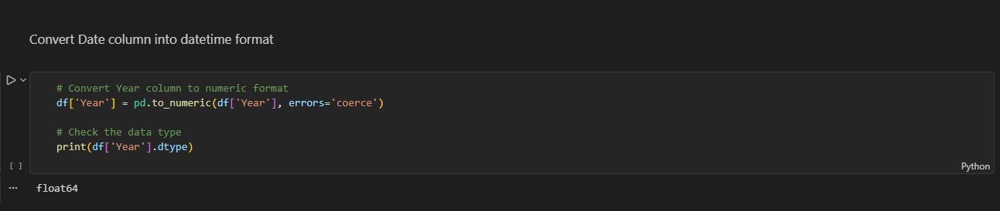 Convert Date column into datetime format
# Convert Year column to numeric format
df['Year'] = pd.to_numeric(df['Year'], errors='coerce')
# Check the data type
print(df['Year'].dtype)
[ ]
Python
... float64